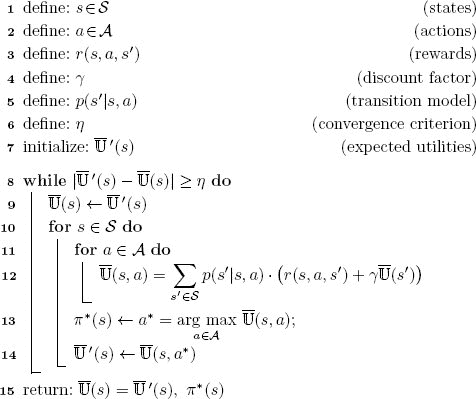 1 define: s∈𝒮 (states)
2 define: a∈𝒜 (actions)
3 define: r(s, a, s′) (rewards)
4 define: γ (discount factor)
5 define: p(s′|s, a) (transition model)
6 define: η (convergence criterion)
7 initialize: 𝕌̅ ′(s) (expected utilities)
8 while |𝕌̅ ′(s) − 𝕌̅(s)| ≥ η do
9 𝕌̅(s) ← 𝕌̅ ′(s)
10 for s ∈ 𝒮 do
11 for a ∈ 𝒜 do
12 𝕌̅(s, a) = ∑_{s′∈𝒮} p(s′|s, a) · (r(s, a, s′) + γ𝕌̅(s′))
13 π*(s) ← a* = arg max_{a∈𝒜} 𝕌̅(s, a);
14 𝕌̅ ′(s) ← 𝕌̅(s, a*)
15 return: 𝕌̅(s) = 𝕌̅ ′(s), π*(s)